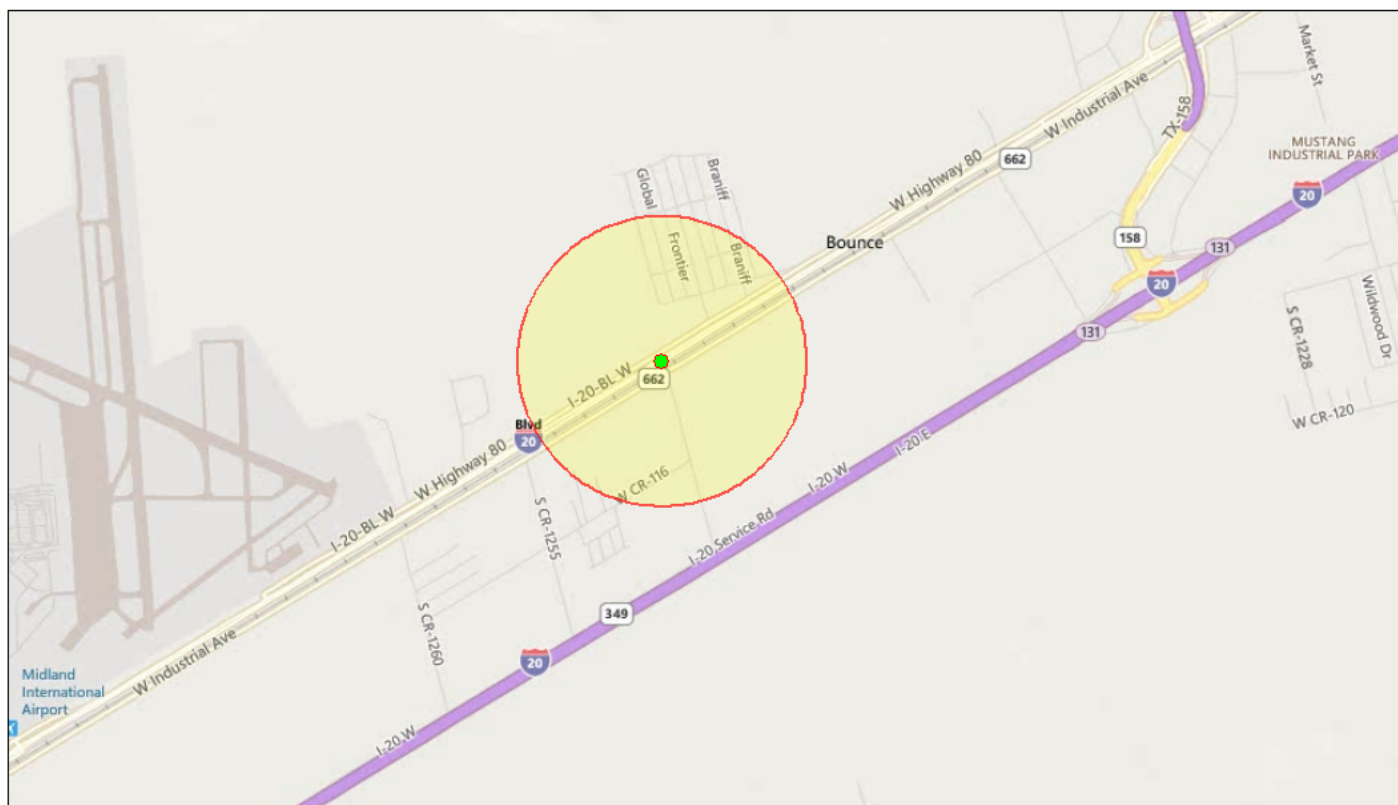 Market St
W Industrial Ave
TX-158
MUSTANG
INDUSTRIAL PARK
662
W Highway 80
Braniff
Global
20
Bounce
158
131
Frontier
Braniff
20
Wildwood Dr
S CR-1228
131
662
I-20-BL W
W CR-120
Blvd
20
I-20 E
W Highway 80
I-20 W
W CR-116
I-20-BL W
S CR-1255
I-20 Service Rd
349
S CR-1260
W Industrial Ave
20
Midland
International
Airport
I-20 W